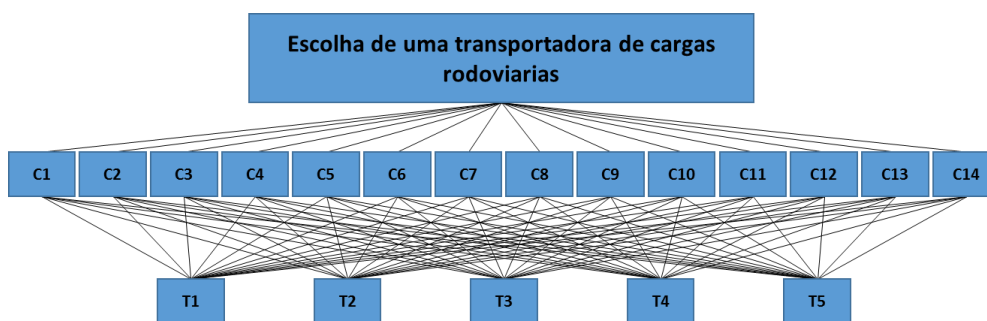 Escolha de uma transportadora de cargas
rodoviarias
C1 C2 C3 C4 C5 C6 C7 C8 C9 C10 C11 C12 C13 C14
T1 T2 T3 T4 T5